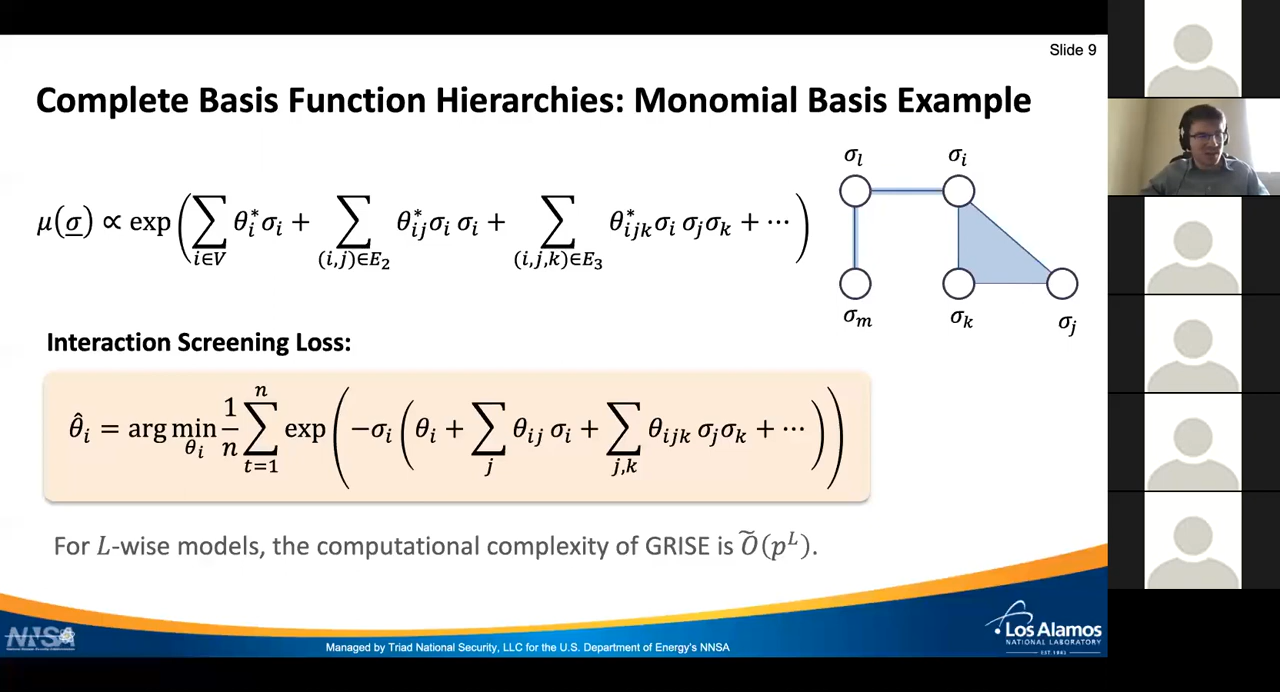 Slide 9
Complete Basis Function Hierarchies: Monomial Basis Example
μ(σ) ∝ exp(∑_{i∈V} θ*_i σ_i + ∑_{(i,j)∈E_2} θ*_{ij} σ_i σ_i + ∑_{(i,j,k)∈E_3} θ*_{ijk} σ_i σ_j σ_k + ⋯)
σ_l
σ_i
σ_m
σ_k
σ_j
Interaction Screening Loss:
θ̂_i = arg min_{θ_i} 1/n ∑_{t=1}^{n} exp(−σ_i(θ_i + ∑_j θ_{ij} σ_i + ∑_{j,k} θ_{ijk} σ_j σ_k + ⋯))
For L-wise models, the computational complexity of GRISE is Õ(p^L).
NNSA
Managed by Triad National Security, LLC for the U.S. Department of Energy's NNSA
Los Alamos
NATIONAL LABORATORY
EST. 1943